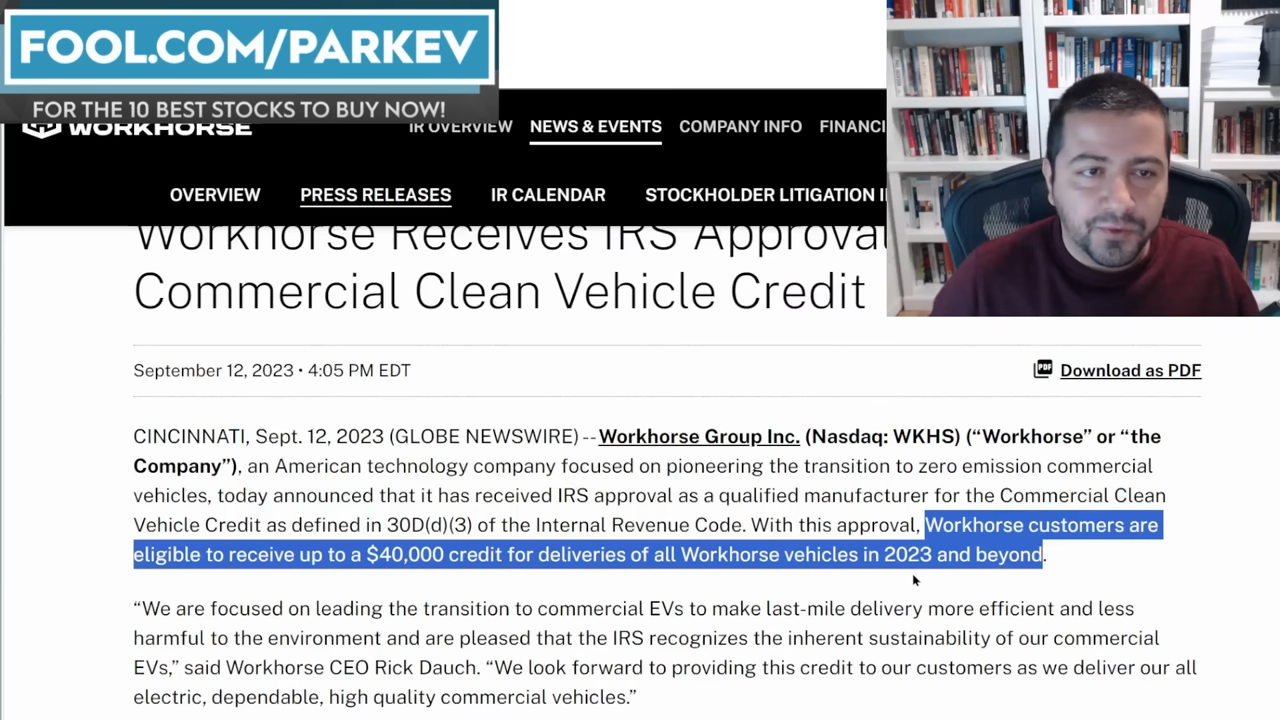 FOOL.COM/PARKEV
FOR THE 10 BEST STOCKS TO BUY NOW!
WORKHORSE
IR OVERVIEW NEWS & EVENTS COMPANY INFO
OVERVIEW PRESS RELEASES IR CALENDAR STOCKHOLDER LITIGATION
Workhorse Receives IRS Approval
Commercial Clean Vehicle Credit
September 12, 2023 • 4:05 PM EDT
PDF Download as PDF
CINCINNATI, Sept. 12, 2023 (GLOBE NEWSWIRE) -- Workhorse Group Inc. (Nasdaq: WKHS) (“Workhorse” or “the
Company”), an American technology company focused on pioneering the transition to zero emission commercial
vehicles, today announced that it has received IRS approval as a qualified manufacturer for the Commercial Clean
Vehicle Credit as defined in 30D(d)(3) of the Internal Revenue Code. With this approval, Workhorse customers are
eligible to receive up to a $40,000 credit for deliveries of all Workhorse vehicles in 2023 and beyond.
“We are focused on leading the transition to commercial EVs to make last-mile delivery more efficient and less
harmful to the environment and are pleased that the IRS recognizes the inherent sustainability of our commercial
EVs,” said Workhorse CEO Rick Dauch. “We look forward to providing this credit to our customers as we deliver our all
electric, dependable, high quality commercial vehicles.”